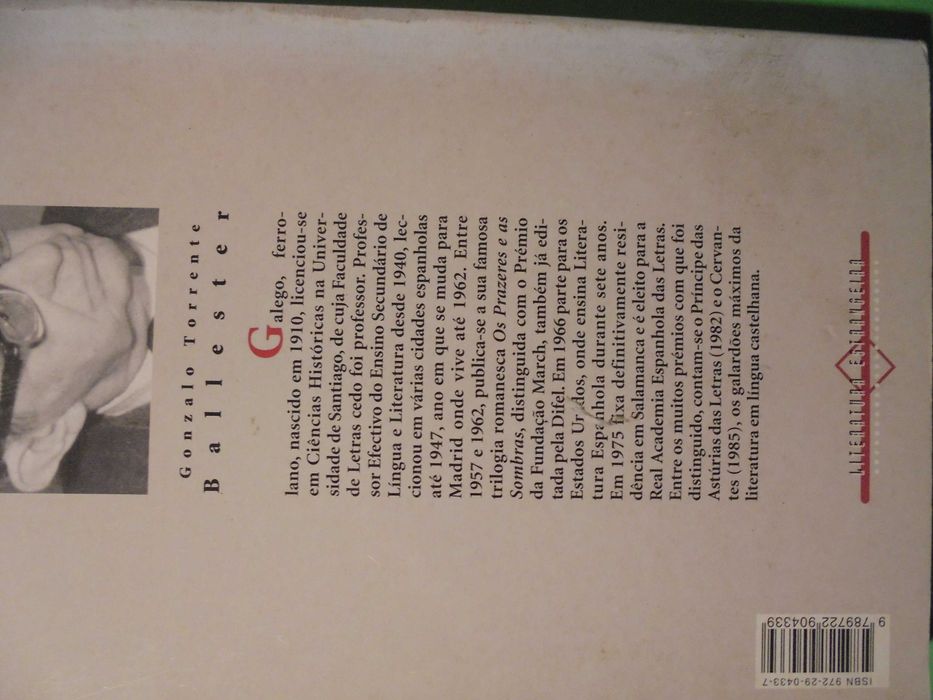 Gonzalo Torrente
Ballester
Galego, ferro-
lano, nascido em 1910, licenciou-se
em Ciências Históricas na Univer-
sidade de Santiago, de cuja Faculdade
de Letras cedo foi professor. Profes-
sor Efectivo do Ensino Secundário de
Língua e Literatura desde 1940, lec-
cionou em várias cidades espanholas
até 1947, ano em que se muda para
Madrid onde vive até 1962. Entre
1957 e 1962, publica-se a sua famosa
trilogia romanesca Os Prazeres e as
Sombras, distinguida com o Prémio
da Fundação March, também já edi-
tada pela Difel. Em 1966 parte para os
Estados Unidos, onde ensina Litera-
tura Espanhola durante sete anos.
Em 1975 fixa definitivamente resi-
dência em Salamanca e é eleito para a
Real Academia Espanhola das Letras.
Entre os muitos prémios com que foi
distinguido, contam-se o Príncipe das
Astúrias das Letras (1982) e o Cervan-
tes (1985), os galardões máximos da
literatura em língua castelhana.
LITERATURA ESTRANGEIRA
ISBN 972-29-0433-7
9 789722 904339